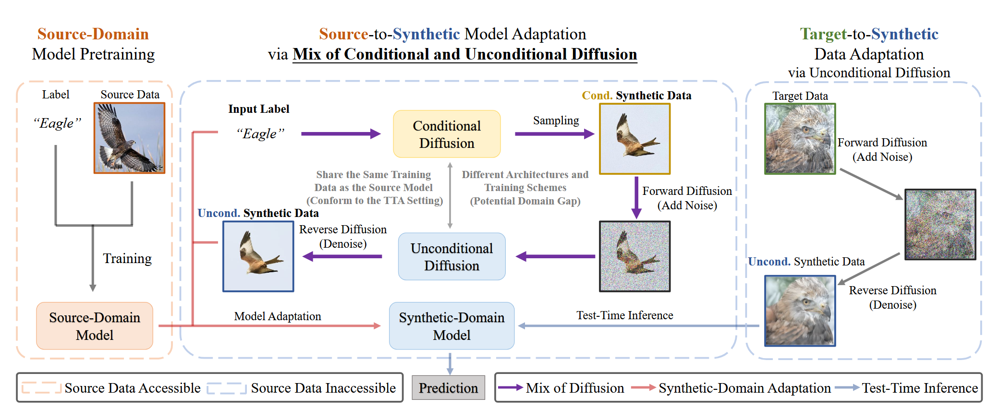 Source-Domain
Model Pretraining
Source-to-Synthetic Model Adaptation
via Mix of Conditional and Unconditional Diffusion
Target-to-Synthetic
Data Adaptation
via Unconditional Diffusion
Label
Source Data
“Eagle”
Training
Source-Domain
Model
Input Label
“Eagle”
Conditional
Diffusion
Sampling
Cond. Synthetic Data
Share the Same Training
Data as the Source Model
(Conform to the TTA Setting)
Different Architectures and
Training Schemes
(Potential Domain Gap)
Forward Diffusion
(Add Noise)
Uncond. Synthetic Data
Reverse Diffusion
(Denoise)
Unconditional
Diffusion
Model Adaptation
Synthetic-Domain
Model
Test-Time Inference
Target Data
Forward Diffusion
(Add Noise)
Uncond. Synthetic Data
Reverse Diffusion
(Denoise)
Source Data Accessible
Source Data Inaccessible
Prediction
Mix of Diffusion
Synthetic-Domain Adaptation
Test-Time Inference